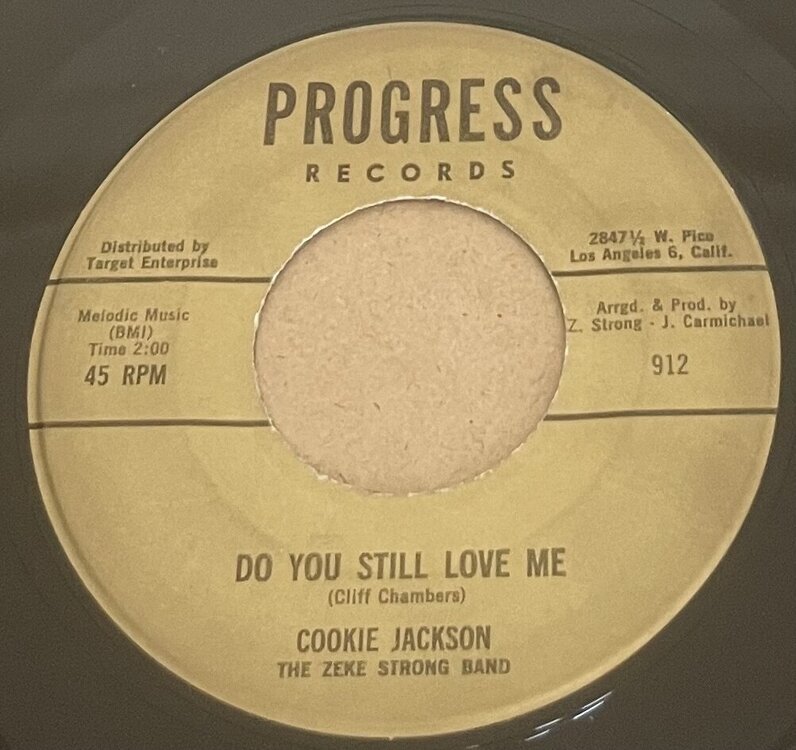 PROGRESS
RECORDS
Distributed by
Target Enterprise
2847½ W. Pico
Los Angeles 6, Calif.
Melodic Music
(BMI)
Time 2:00
45 RPM
Arrgd. & Prod. by
Z. Strong - J. Carmichael
912
DO YOU STILL LOVE ME
(Cliff Chambers)
COOKIE JACKSON
THE ZEKE STRONG BAND